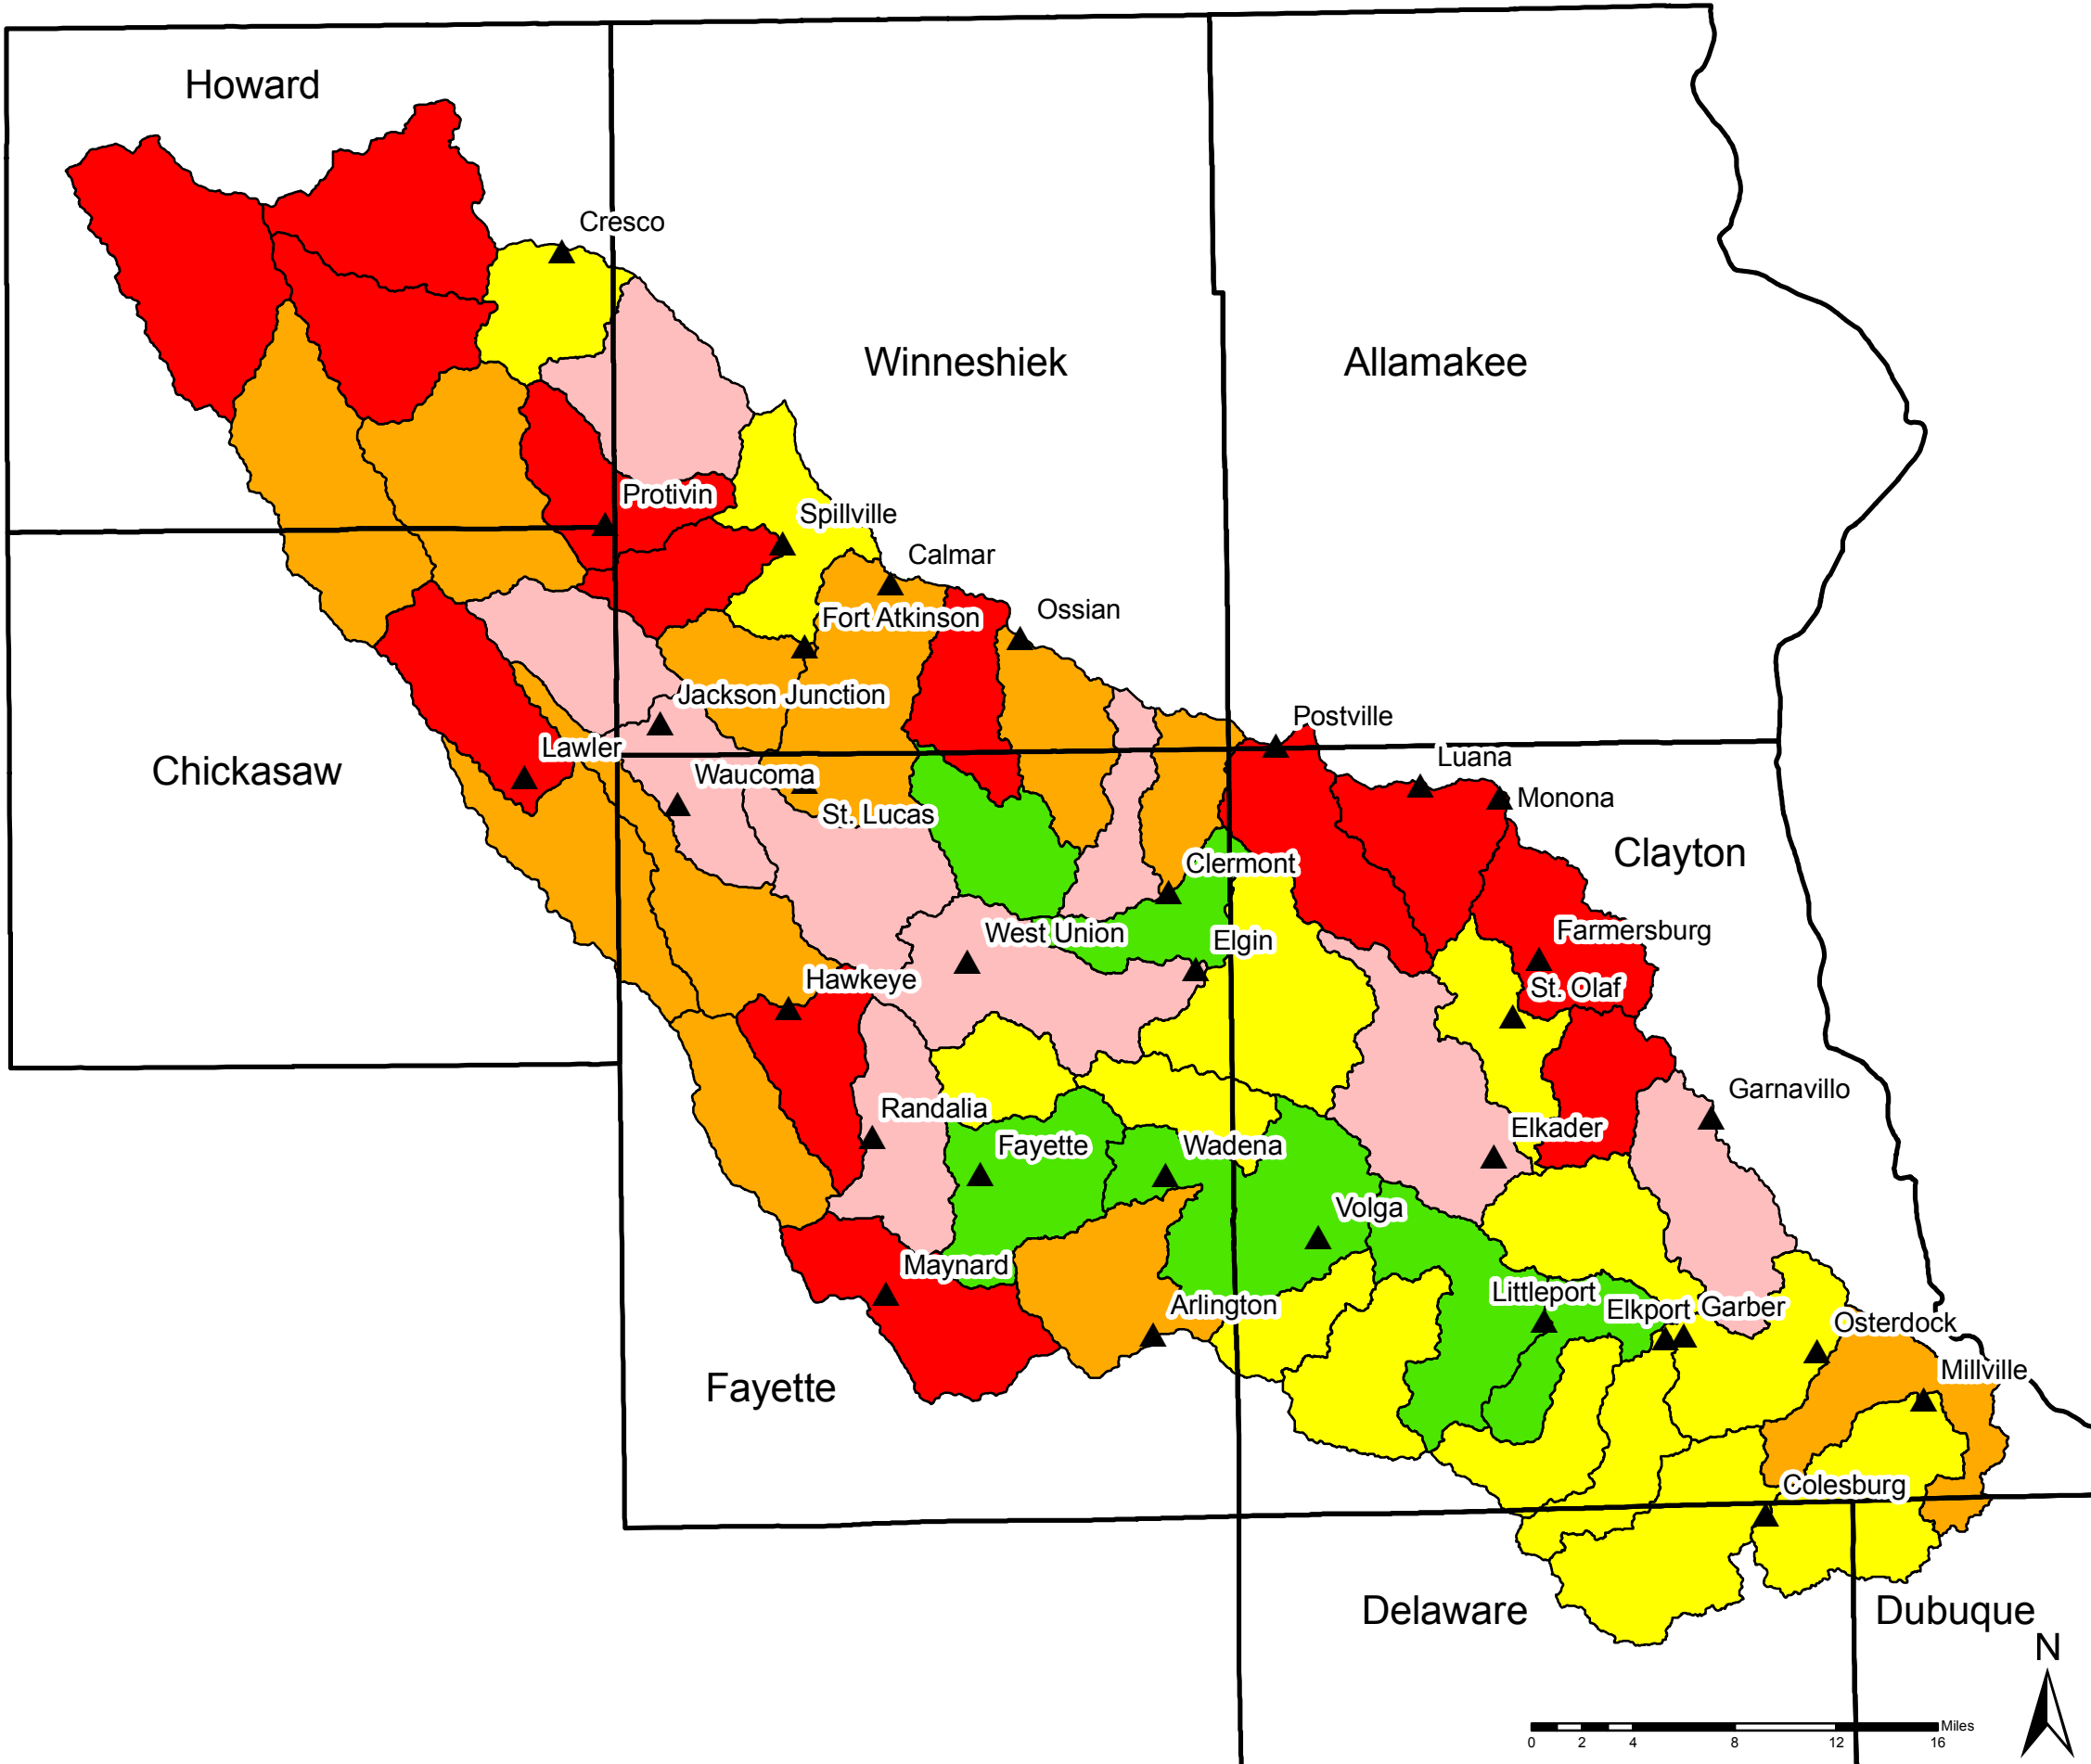 Howard
Cresco
Winneshiek
Allamakee
Protivin
Spillville
Calmar
Ossian
Fort Atkinson
Jackson Junction
Postville
Lawler
Luana
Chickasaw
Waucoma
Monona
St. Lucas
Clayton
Clermont
West Union
Elgin
Farmersburg
Hawkeye
St. Olaf
Garnavillo
Randalia
Elkader
Fayette
Wadena
Volga
Maynard
Littleport
Arlington
Elkport
Garber
Osterdock
Millville
Fayette
Colesburg
Delaware
Dubuque
N
Miles
0 2 4 8 12 16